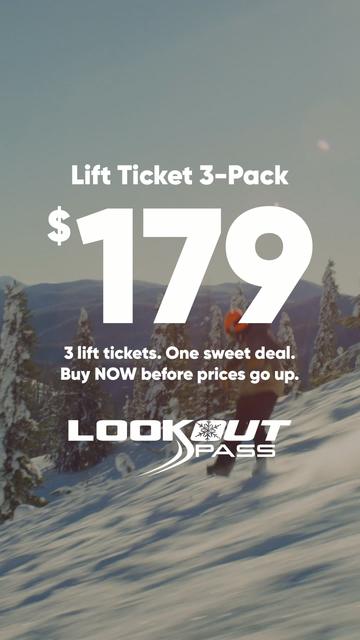 Lift Ticket 3-Pack
$179
3 lift tickets. One sweet deal.
Buy NOW before prices go up.
LOOKOUT
PASS